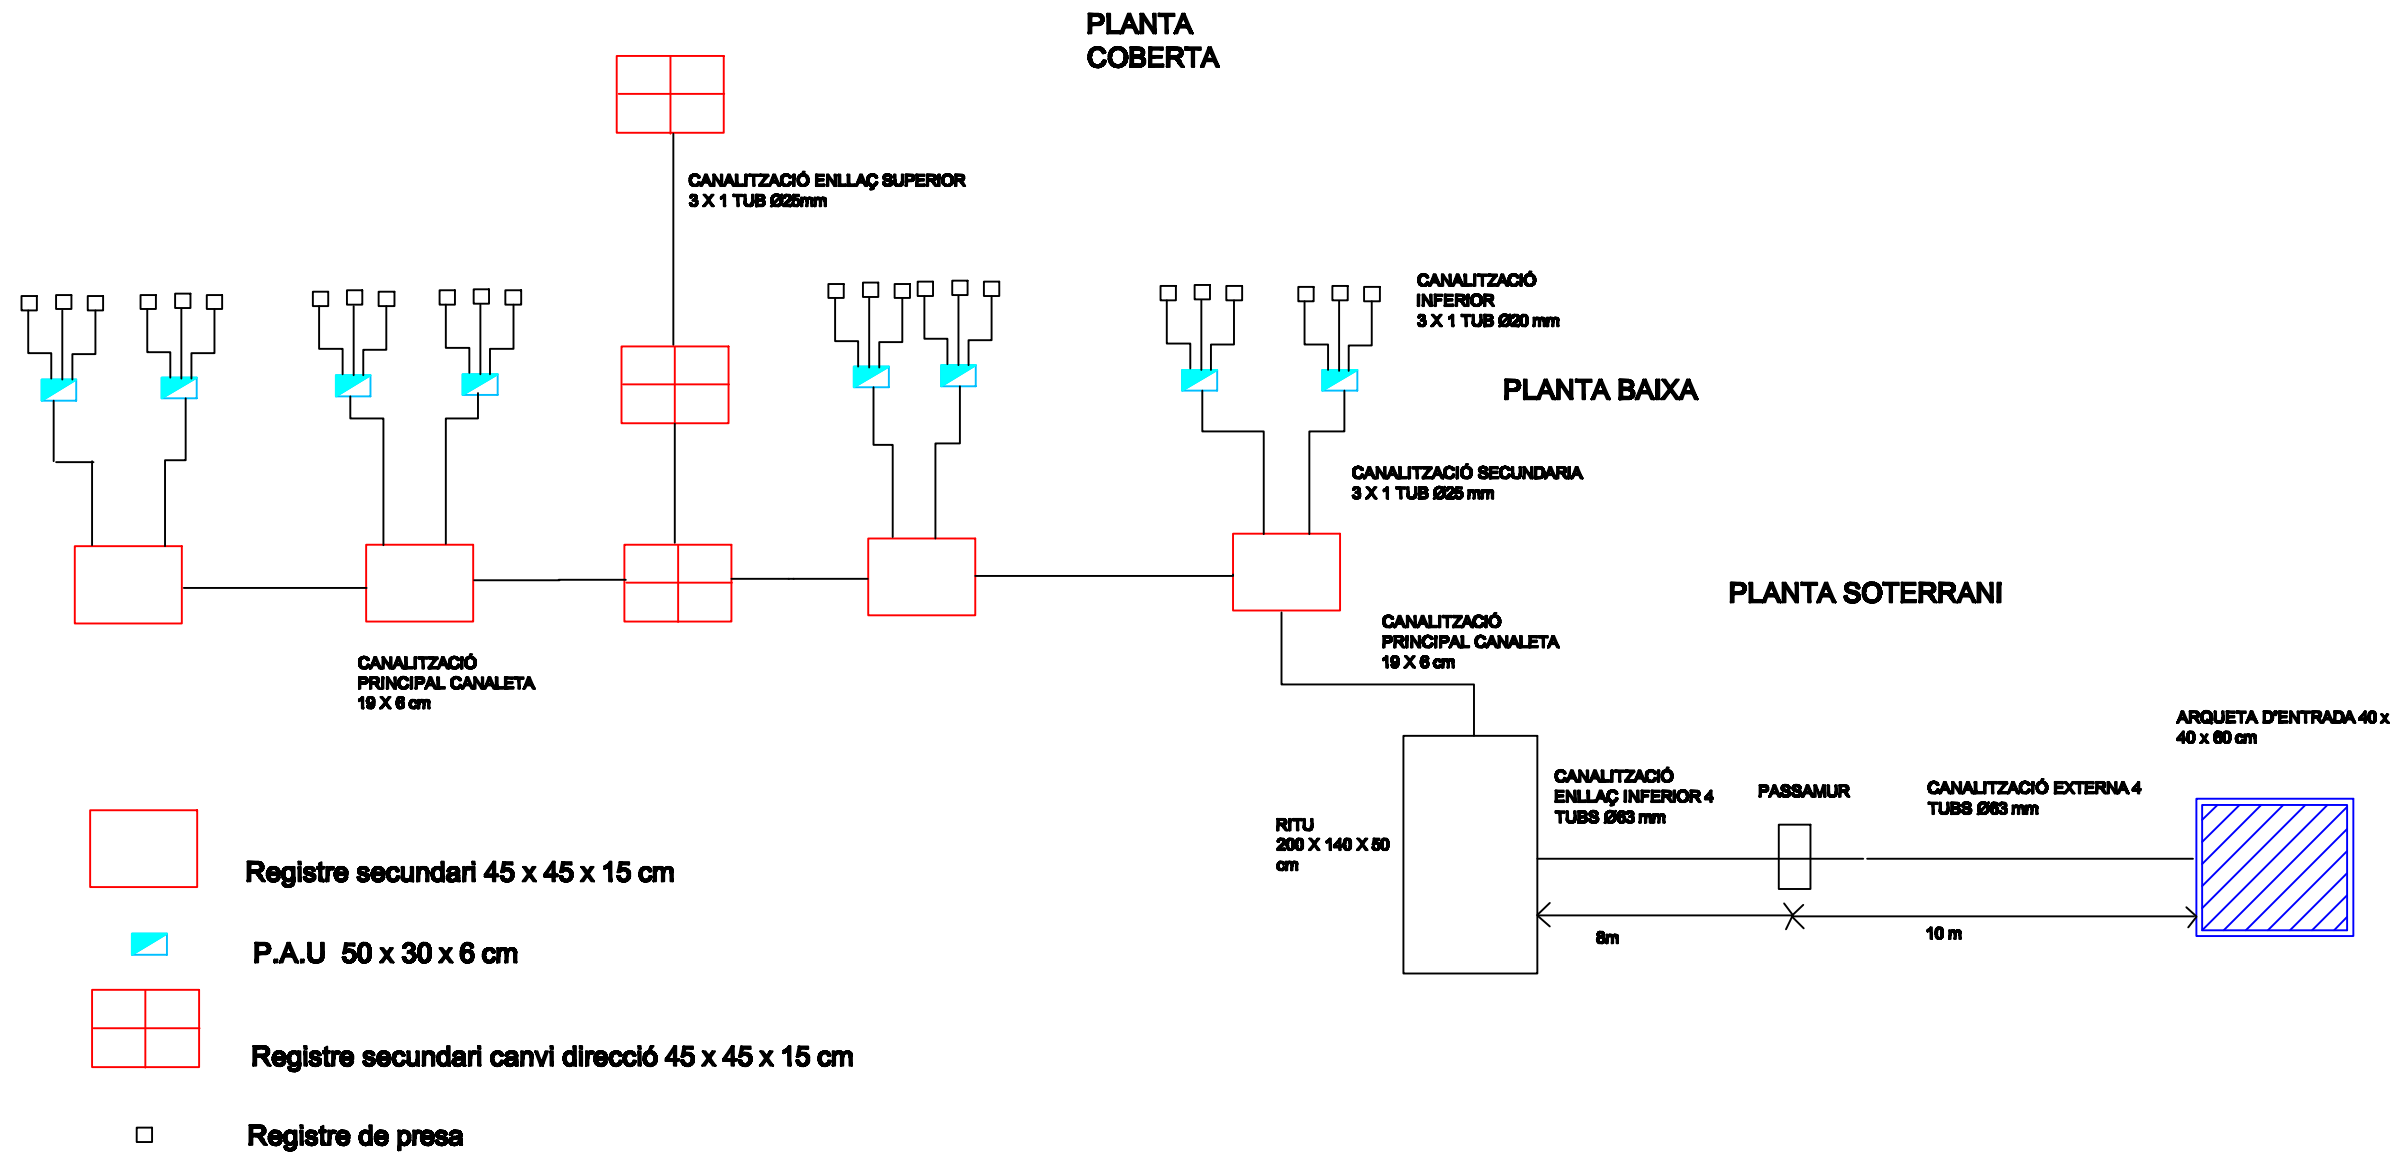 PLANTA
COBERTA
CANALITZACIÓ ENLLAÇ SUPERIOR
3 X 1 TUB Ø25mm
CANALITZACIÓ
INFERIOR
3 X 1 TUB Ø20 mm
PLANTA BAIXA
CANALITZACIÓ SECUNDARIA
3 X 1 TUB Ø25 mm
PLANTA SOTERRANI
CANALITZACIÓ
PRINCIPAL CANALETA
19 X 6 cm
CANALITZACIÓ
PRINCIPAL CANALETA
19 X 6 cm
ARQUETA D'ENTRADA 40 x
40 x 60 cm
CANALITZACIÓ
ENLLAÇ INFERIOR 4
TUBS Ø63 mm
PASSAMUR
CANALITZACIÓ EXTERNA 4
TUBS Ø63 mm
RITU
200 X 140 X 50
cm
8m
10 m
Registre secundari 45 x 45 x 15 cm
P.A.U 50 x 30 x 6 cm
Registre secundari canvi direcció 45 x 45 x 15 cm
Registre de presa